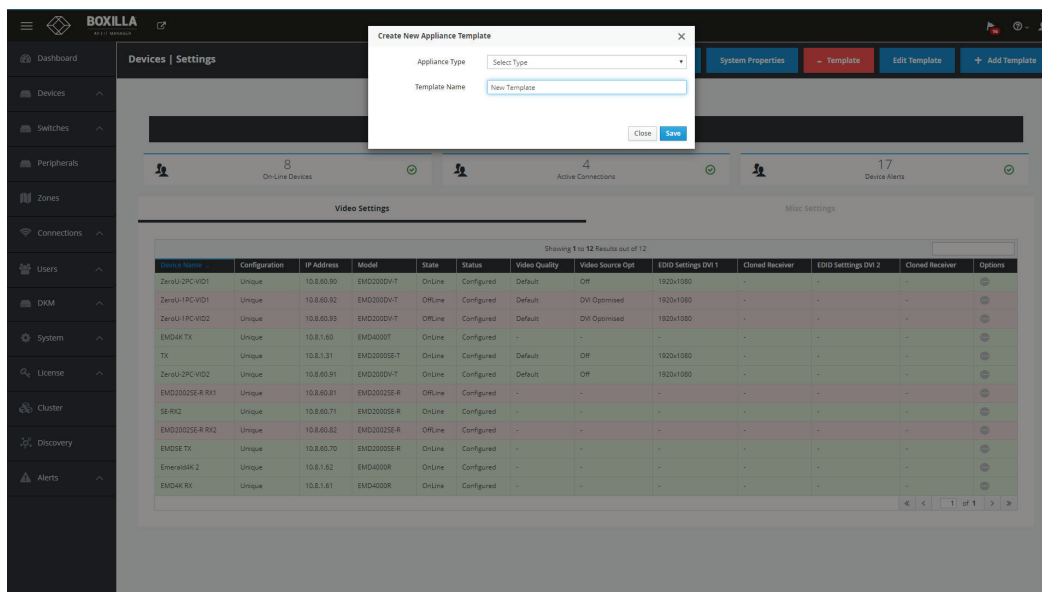 BOXILLA
Create New Appliance Template
Appliance Type Select Type
Template Name New Template
Close Save
Devices | Settings System Properties - Template Edit Template + Add Template
Dashboard
Devices
Switches
Peripherals
Zones
Connections
Users
DKM
System
License
Cluster
Discovery
Alerts
8 4 17
On-Line Devices Active Connections Device Alerts
Video Settings Misc Settings
Showing 1 to 12 Results out of 12
Device Name Configuration IP Address Model State Status Video Quality Video Source Opt EDID Settings DVI 1 Cloned Receiver EDID Setttings DVI 2 Cloned Receiver Options
ZeroU-2PC-VID1 Unique 10.8.60.90 EMD200DV-T OnLine Configured Default Off 1920x1080 - - -
ZeroU-1PC-VID1 Unique 10.8.60.92 EMD200DV-T OffLine Configured Default DVI Optimised 1920x1080 - - -
ZeroU-1PC-VID2 Unique 10.8.60.93 EMD200DV-T OffLine Configured Default DVI Optimised 1920x1080 - - -
EMD4K TX Unique 10.8.1.60 EMD4000T OnLine Configured - - - - - -
TX Unique 10.8.1.31 EMD2000SE-T OnLine Configured Default Off 1920x1080 - - -
ZeroU-2PC-VID2 Unique 10.8.60.91 EMD200DV-T OnLine Configured Default Off 1920x1080 - - -
EMD2002SE-R RX1 Unique 10.8.60.81 EMD2002SE-R OffLine Configured - - - - - -
SE-RX2 Unique 10.8.60.71 EMD2000SE-R OnLine Configured - - - - - -
EMD2002SE-R RX2 Unique 10.8.60.82 EMD2002SE-R OffLine Configured - - - - - -
EMDSE TX Unique 10.8.60.70 EMD2000SE-R OnLine Configured - - - - - -
Emerald4K 2 Unique 10.8.1.62 EMD4000R OnLine Configured - - - - - -
EMD4K RX Unique 10.8.1.61 EMD4000R OnLine Configured - - - - - -
« < 1 of 1 > »